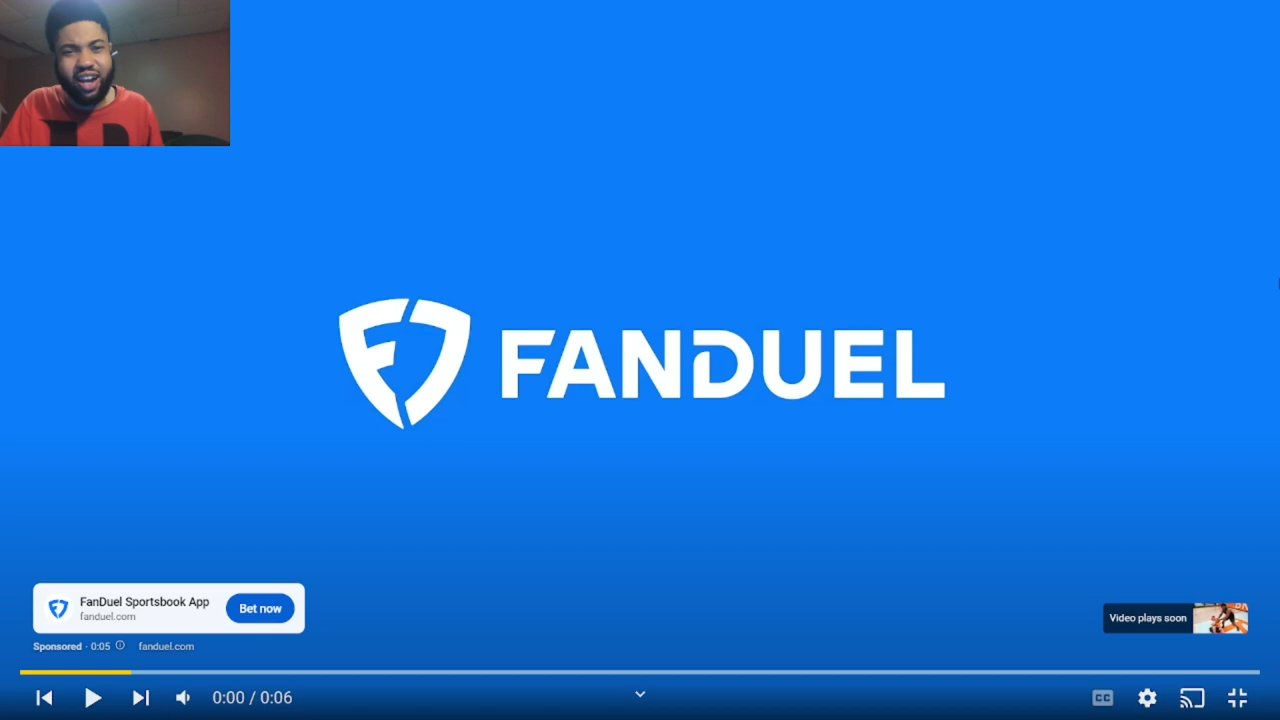 FANDUEL
FanDuel Sportsbook App
fanduel.com
Bet now
Sponsored · 0:05
fanduel.com
Video plays soon
0:00 / 0:06
CC